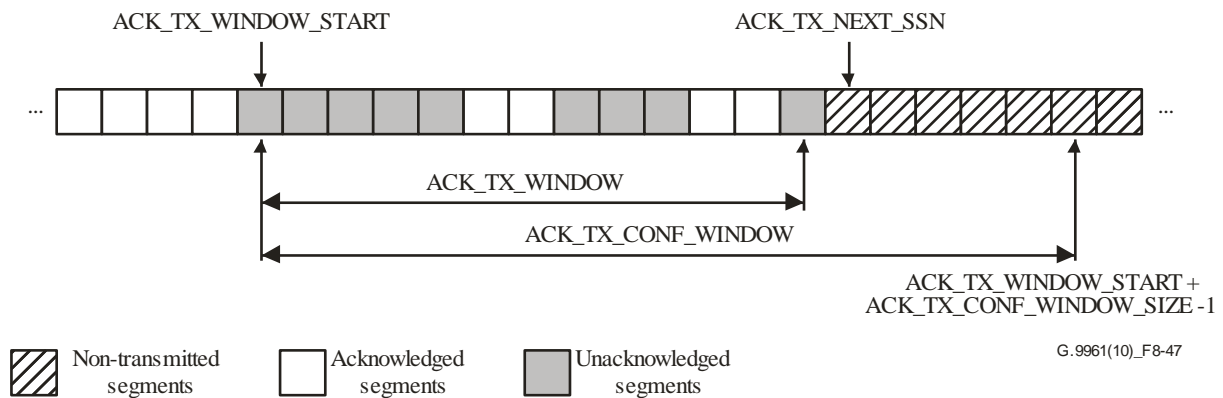 ACK_TX_WINDOW_START
ACK_TX_NEXT_SSN
...
...
ACK_TX_WINDOW
ACK_TX_CONF_WINDOW
ACK_TX_WINDOW_START +
ACK_TX_CONF_WINDOW_SIZE -1
Non-transmitted
segments
Acknowledged
segments
Unacknowledged
segments
G.9961(10)_F8-47